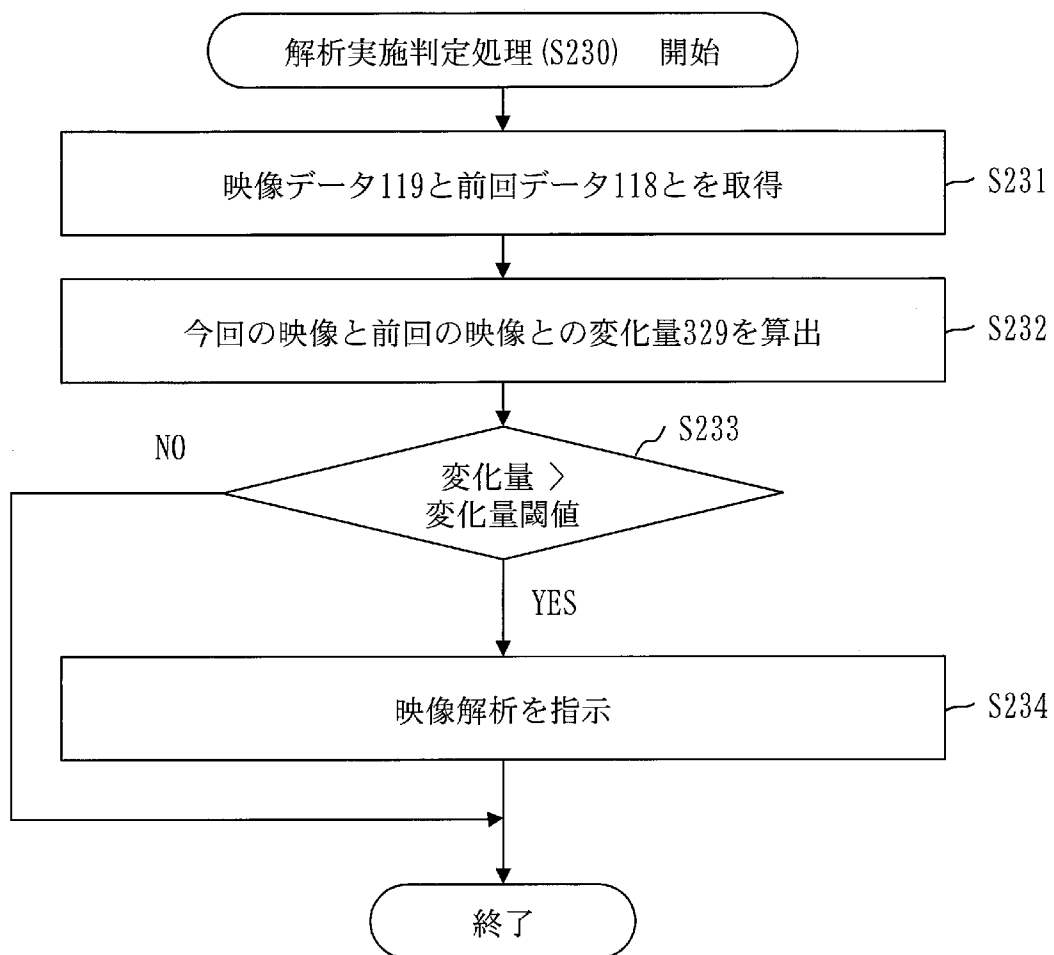 解析実施判定処理(S230) 開始
映像データ119と前回データ118とを取得
S231
今回の映像と前回の映像との変化量329を算出
S232
S233
NO
変化量 >
変化量閾値
YES
映像解析を指示
S234
終了